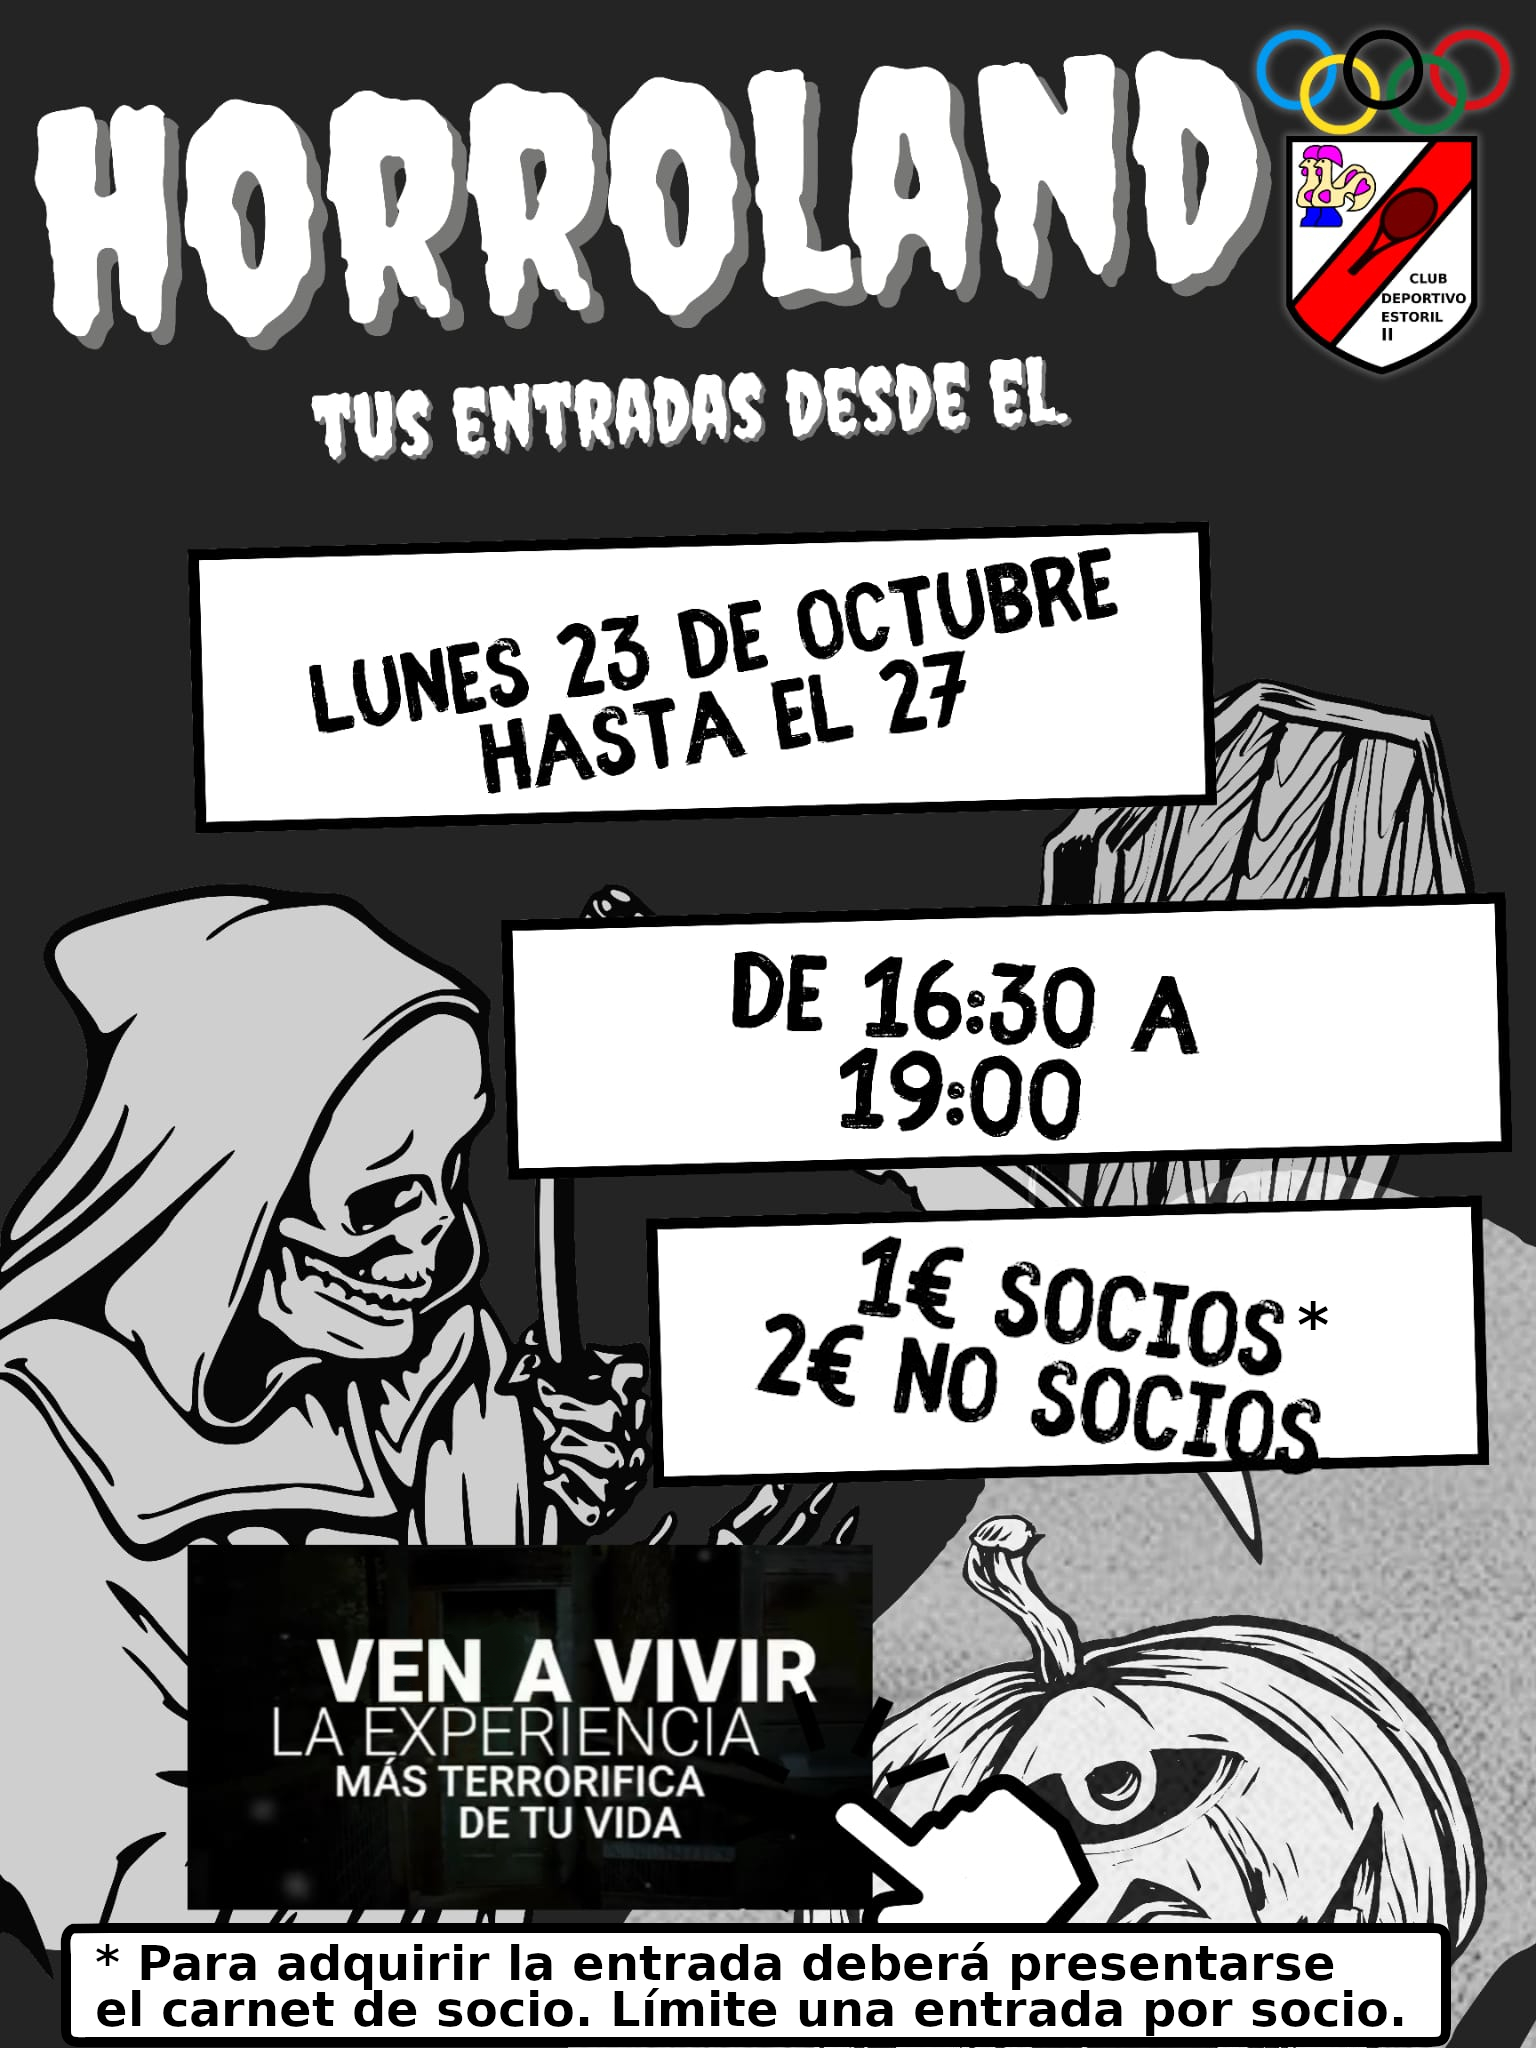 HORROLAND
CLUB
DEPORTIVO
ESTORIL
II
TUS ENTRADAS DESDE EL
LUNES 23 DE OCTUBRE
HASTA EL 27
DE 16:30 A
19:00
1€ SOCIOS*
2€ NO SOCIOS
VEN A VIVIR
LA EXPERIENCIA
MÁS TERRORIFICA
DE TU VIDA
* Para adquirir la entrada deberá presentarse
el carnet de socio. Límite una entrada por socio.